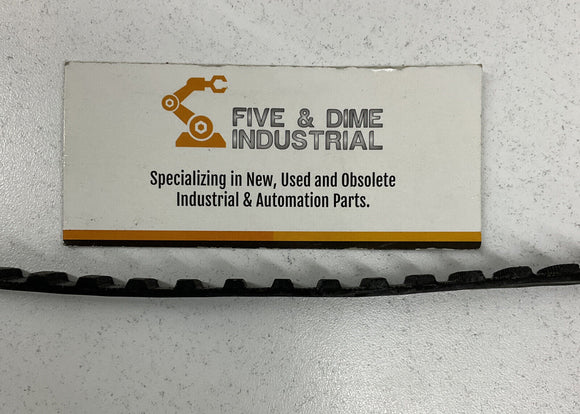 FIVE & DIME
INDUSTRIAL
Specializing in New, Used and Obsolete
Industrial & Automation Parts.